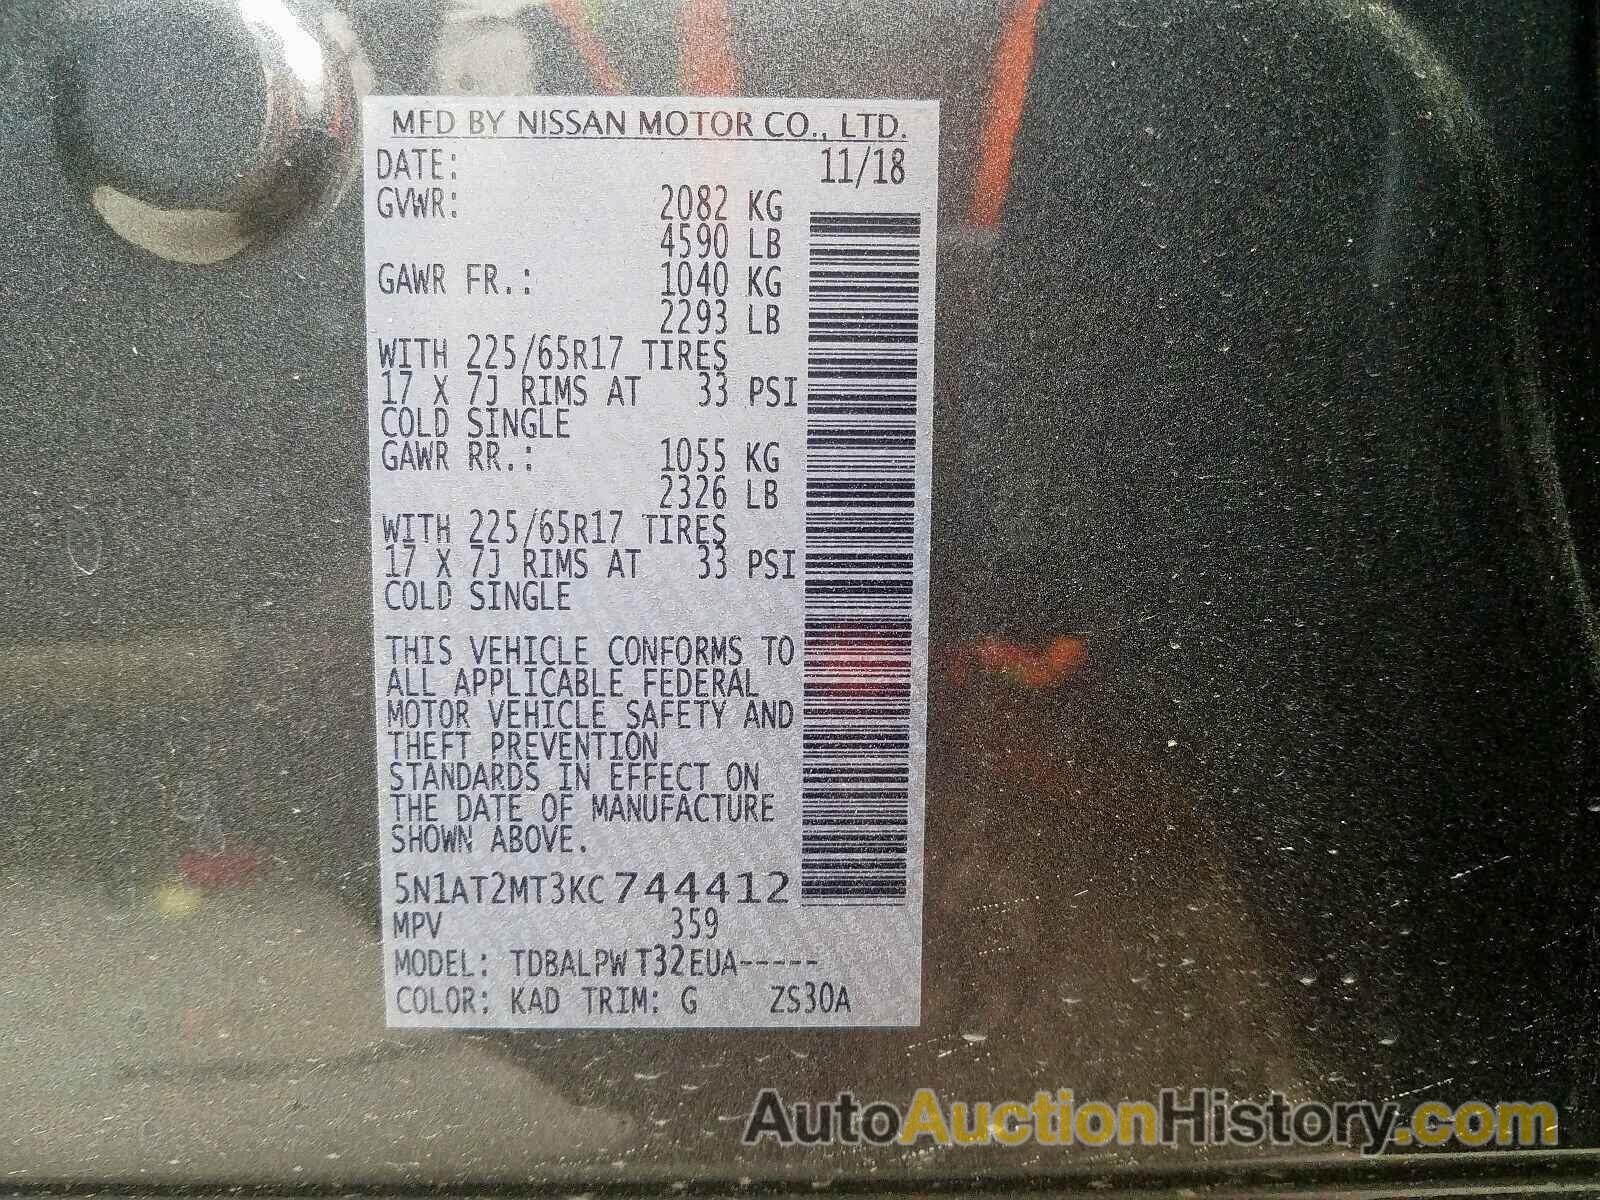 MFD BY NISSAN MOTOR CO., LTD.
DATE: 11/18
GVWR: 2082 KG
4590 LB
GAWR FR.: 1040 KG
2293 LB
WITH 225/65R17 TIRES
17 X 7J RIMS AT 33 PSI
COLD SINGLE
GAWR RR.: 1055 KG
2326 LB
WITH 225/65R17 TIRES
17 X 7J RIMS AT 33 PSI
COLD SINGLE
THIS VEHICLE CONFORMS TO
ALL APPLICABLE FEDERAL
MOTOR VEHICLE SAFETY AND
THEFT PREVENTION
STANDARDS IN EFFECT ON
THE DATE OF MANUFACTURE
SHOWN ABOVE.
5N1AT2MT3KC744412
MPV 359
MODEL: TDBALPW T32EUA-----
COLOR: KAD TRIM: G ZS30A
AutoAuctionHistory.com